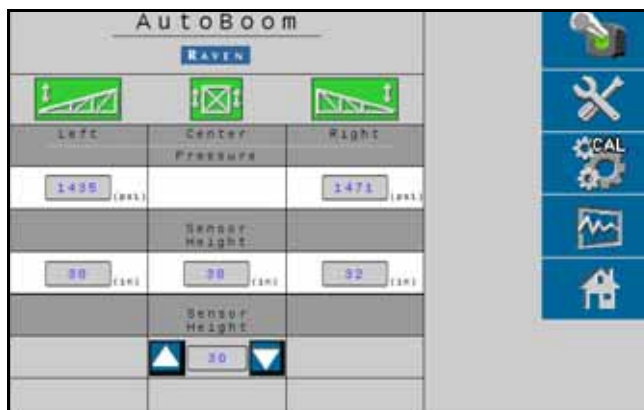 AutoBoom
RAVEN
Left Center Right
Pressure
1435 (psi) 1471 (psi)
Sensor
Height
30 (in) 30 (in) 32 (in)
Sensor
Height
30
CAL